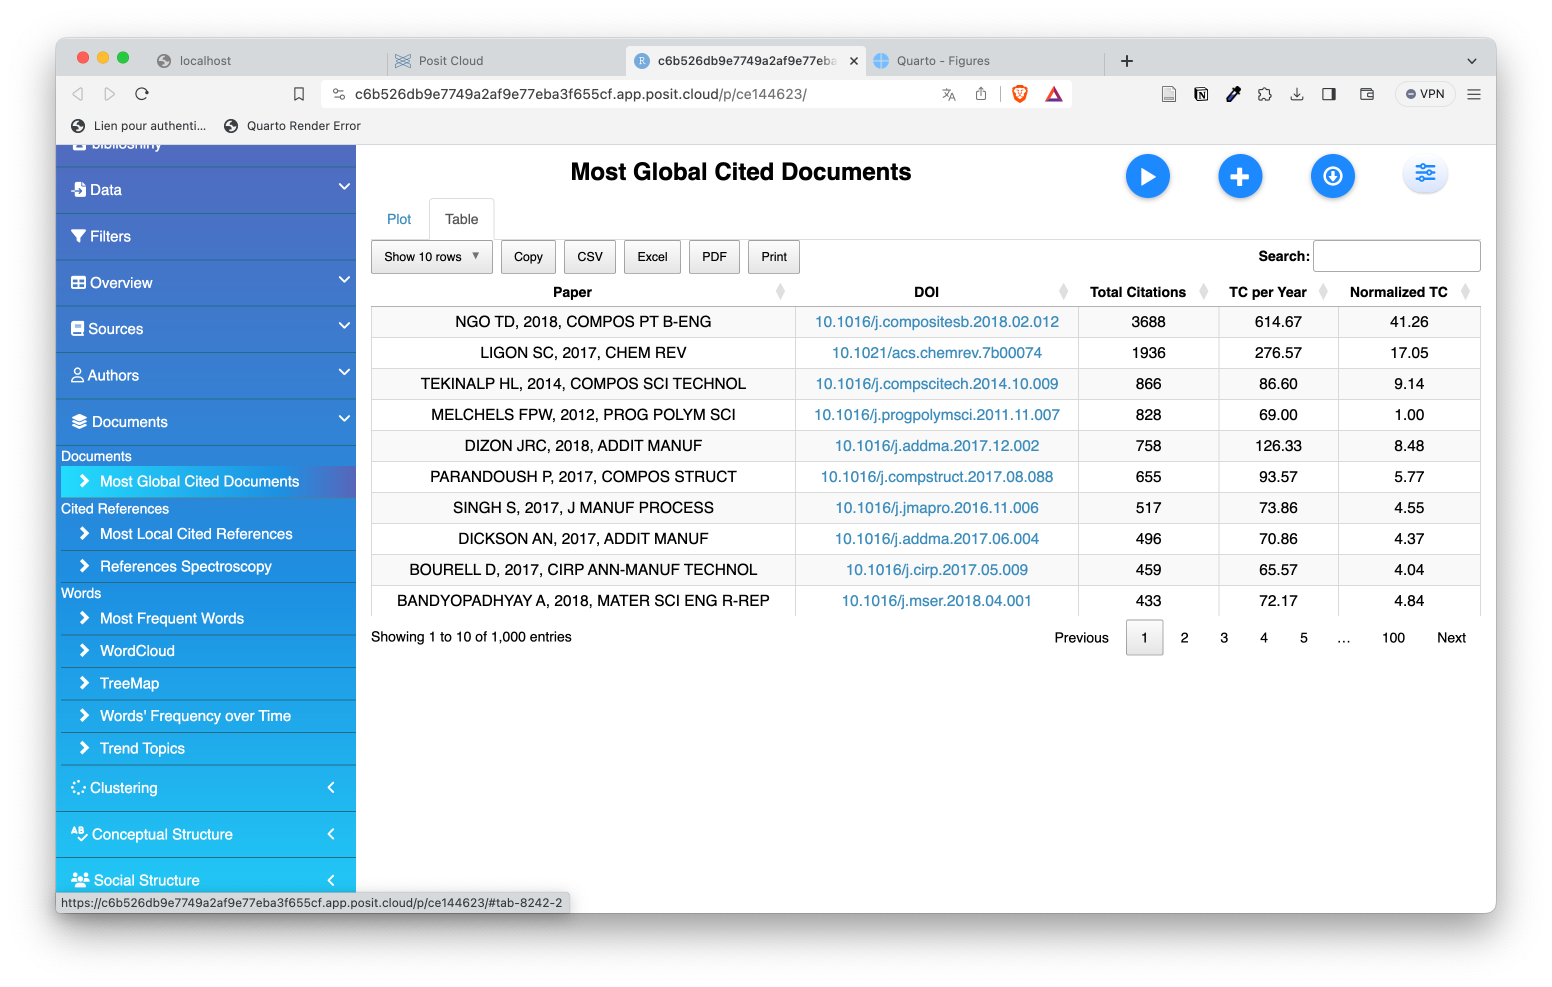 localhost
Posit Cloud
c6b526db9e7749a2af9e77eba
Quarto - Figures
c6b526db9e7749a2af9e77eba3f655cf.app.posit.cloud/p/ce144623/
VPN
Lien pour authenti...
Quarto Render Error
biblioshiny
Data
Filters
Overview
Sources
Authors
Documents
Documents
Most Global Cited Documents
Cited References
Most Local Cited References
References Spectroscopy
Words
Most Frequent Words
WordCloud
TreeMap
Words' Frequency over Time
Trend Topics
Clustering
Conceptual Structure
Social Structure
Most Global Cited Documents
Plot
Table
Show 10 rows Copy CSV Excel PDF Print Search:
Paper DOI Total Citations TC per Year Normalized TC
NGO TD, 2018, COMPOS PT B-ENG 10.1016/j.compositesb.2018.02.012 3688 614.67 41.26
LIGON SC, 2017, CHEM REV 10.1021/acs.chemrev.7b00074 1936 276.57 17.05
TEKINALP HL, 2014, COMPOS SCI TECHNOL 10.1016/j.compscitech.2014.10.009 866 86.60 9.14
MELCHELS FPW, 2012, PROG POLYM SCI 10.1016/j.progpolymsci.2011.11.007 828 69.00 1.00
DIZON JRC, 2018, ADDIT MANUF 10.1016/j.addma.2017.12.002 758 126.33 8.48
PARANDOUSH P, 2017, COMPOS STRUCT 10.1016/j.compstruct.2017.08.088 655 93.57 5.77
SINGH S, 2017, J MANUF PROCESS 10.1016/j.jmapro.2016.11.006 517 73.86 4.55
DICKSON AN, 2017, ADDIT MANUF 10.1016/j.addma.2017.06.004 496 70.86 4.37
BOURELL D, 2017, CIRP ANN-MANUF TECHNOL 10.1016/j.cirp.2017.05.009 459 65.57 4.04
BANDYOPADHYAY A, 2018, MATER SCI ENG R-REP 10.1016/j.mser.2018.04.001 433 72.17 4.84
Showing 1 to 10 of 1,000 entries
Previous 1 2 3 4 5 ... 100 Next
https://c6b526db9e7749a2af9e77eba3f655cf.app.posit.cloud/p/ce144623/#tab-8242-2